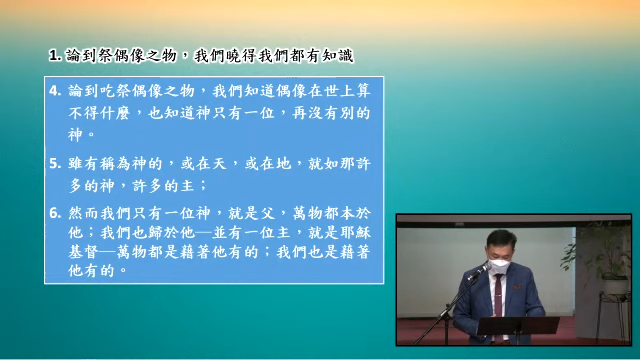 1. 論到祭偶像之物，我們曉得我們都有知識
4. 論到吃祭偶像之物，我們知道偶像在世上算
不得什麼，也知道神只有一位，再沒有別的
神。
5. 雖有稱為神的，或在天，或在地，就如那許
多的神，許多的主；
6. 然而我們只有一位神，就是父，萬物都本於
他；我們也歸於他─並有一位主，就是耶穌
基督─萬物都是藉著他有的；我們也是藉著
他有的。